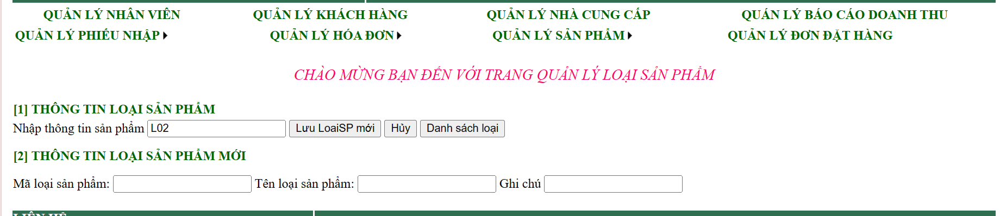 QUẢN LÝ NHÂN VIÊN QUẢN LÝ KHÁCH HÀNG QUẢN LÝ NHÀ CUNG CẤP QUÁN LÝ BÁO CÁO DOANH THU
QUẢN LÝ PHIẾU NHẬP QUẢN LÝ HÓA ĐƠN QUẢN LÝ SẢN PHẨM QUẢN LÝ ĐƠN ĐẶT HÀNG
CHÀO MỪNG BẠN ĐẾN VỚI TRANG QUẢN LÝ LOẠI SẢN PHẨM
[1] THÔNG TIN LOẠI SẢN PHẨM
Nhập thông tin sản phẩm L02 Lưu LoaiSP mới Hủy Danh sách loại
[2] THÔNG TIN LOẠI SẢN PHẨM MỚI
Mã loại sản phẩm: Tên loại sản phẩm: Ghi chú
LIÊN HỆ